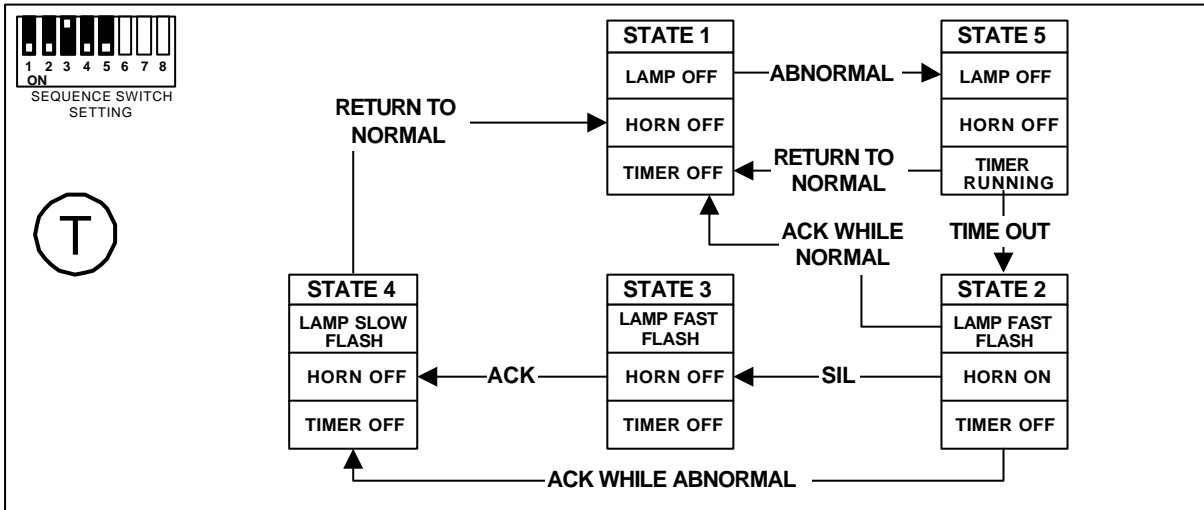 1 2 3 4 5 6 7 8
ON
SEQUENCE SWITCH
SETTING
T
STATE 1
LAMP OFF
HORN OFF
TIMER OFF
ABNORMAL
STATE 5
LAMP OFF
HORN OFF
TIMER
RUNNING
RETURN TO
NORMAL
RETURN TO
NORMAL
ACK WHILE
NORMAL
TIME OUT
STATE 4
LAMP SLOW
FLASH
HORN OFF
TIMER OFF
ACK
STATE 3
LAMP FAST
FLASH
HORN OFF
TIMER OFF
SIL
STATE 2
LAMP FAST
FLASH
HORN ON
TIMER OFF
ACK WHILE ABNORMAL